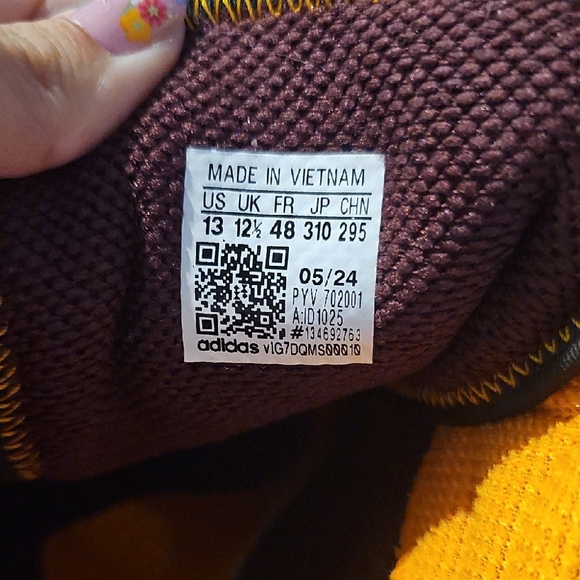 MADE IN VIETNAM
US UK FR JP CHN
13 12½ 48 310 295
05/24
PYV 702001
A:ID1025
#134692763
adidas vIG7DQMS00010